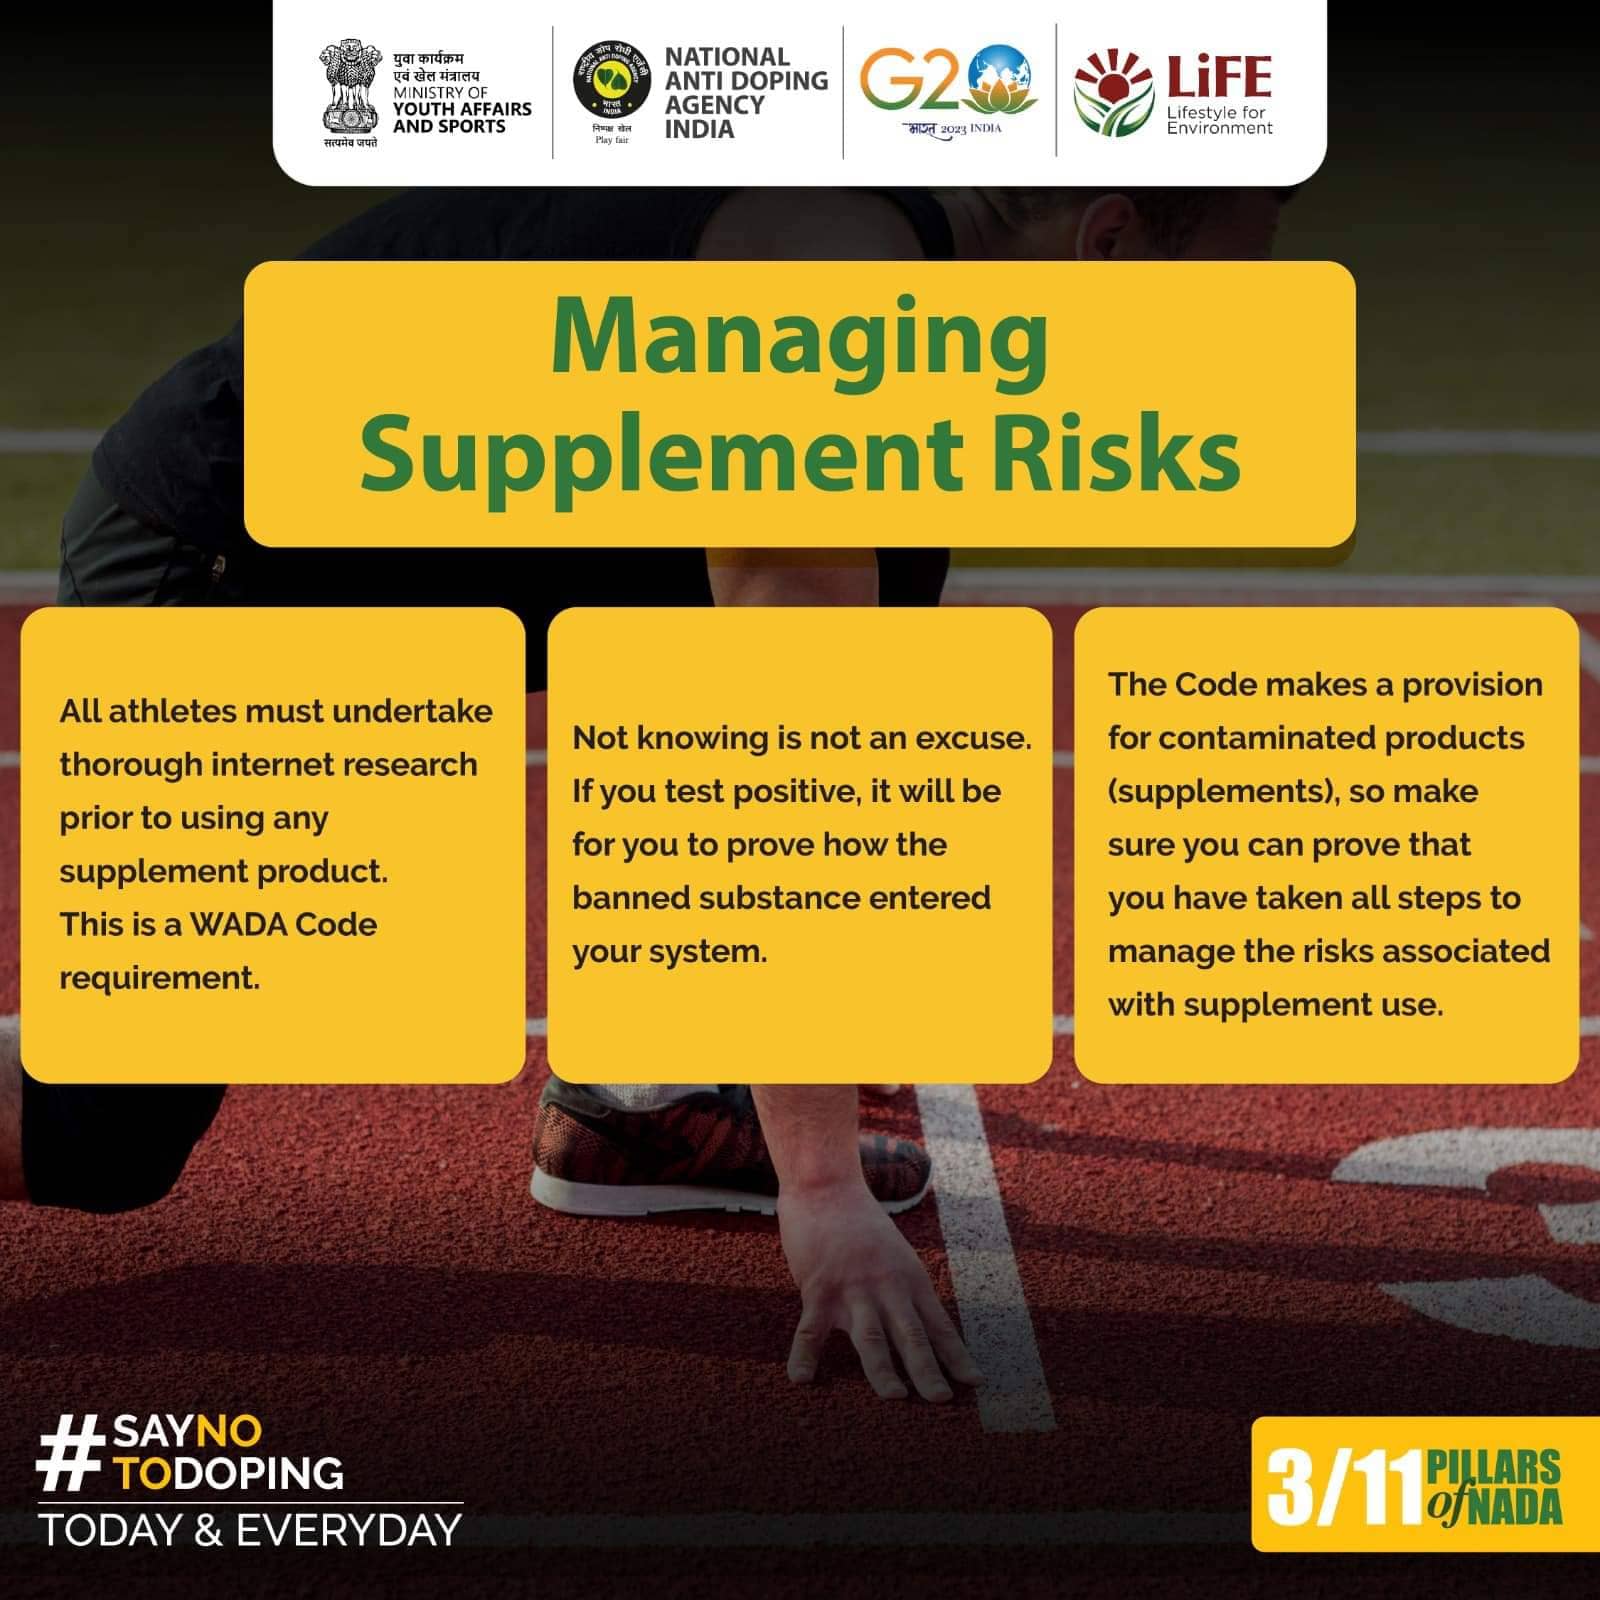 युवा कार्यक्रम
एवं खेल मंत्रालय
MINISTRY OF
YOUTH AFFAIRS
AND SPORTS
सत्यमेव जयते
राष्ट्रीय डोप रोधी एजेंसी
NATIONAL ANTI DOPING AGENCY
भारत
INDIA
निष्पक्ष खेल
Play fair
NATIONAL
ANTI DOPING
AGENCY
INDIA
G20
भारत 2023 INDIA
LiFE
Lifestyle for
Environment
Managing
Supplement Risks
All athletes must undertake
thorough internet research
prior to using any
supplement product.
This is a WADA Code
requirement.
Not knowing is not an excuse.
If you test positive, it will be
for you to prove how the
banned substance entered
your system.
The Code makes a provision
for contaminated products
(supplements), so make
sure you can prove that
you have taken all steps to
manage the risks associated
with supplement use.
#SAYNO
TODOPING
TODAY & EVERYDAY
3/11 PILLARS
of NADA